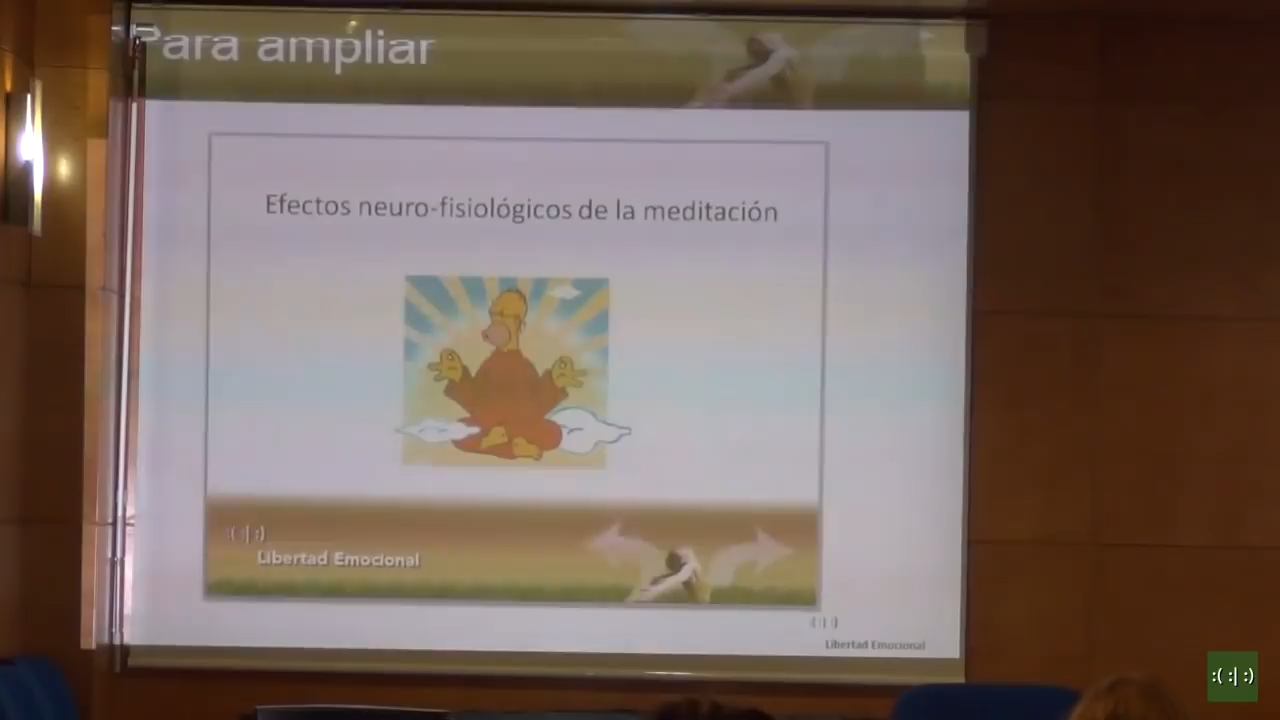 Para ampliar
Efectos neuro-fisiológicos de la meditación
:( :| :)
Libertad Emocional
:( :| :)
Libertad Emocional
:( :| :)